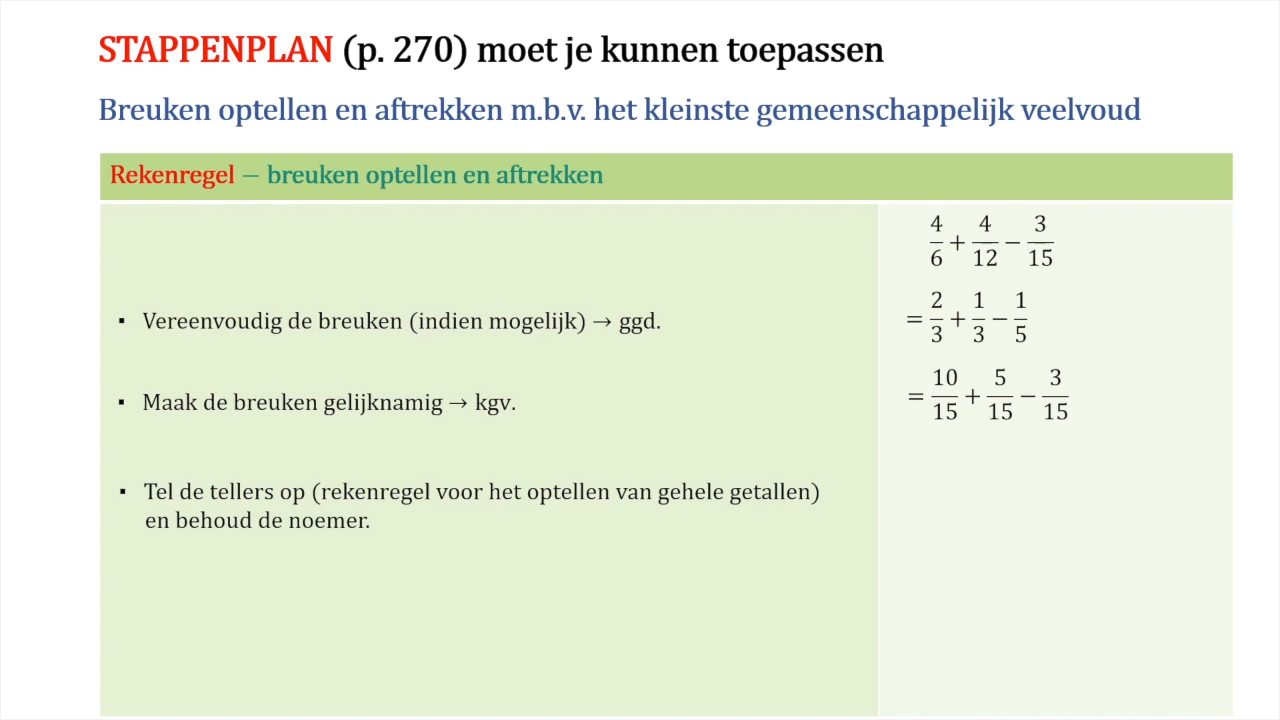 STAPPENPLAN (p. 270) moet je kunnen toepassen
Breuken optellen en aftrekken m.b.v. het kleinste gemeenschappelijk veelvoud
Rekenregel – breuken optellen en aftrekken
4/6 + 4/12 − 3/15
▪ Vereenvoudig de breuken (indien mogelijk) → ggd.
= 2/3 + 1/3 − 1/5
▪ Maak de breuken gelijknamig → kgv.
= 10/15 + 5/15 − 3/15
▪ Tel de tellers op (rekenregel voor het optellen van gehele getallen)
en behoud de noemer.